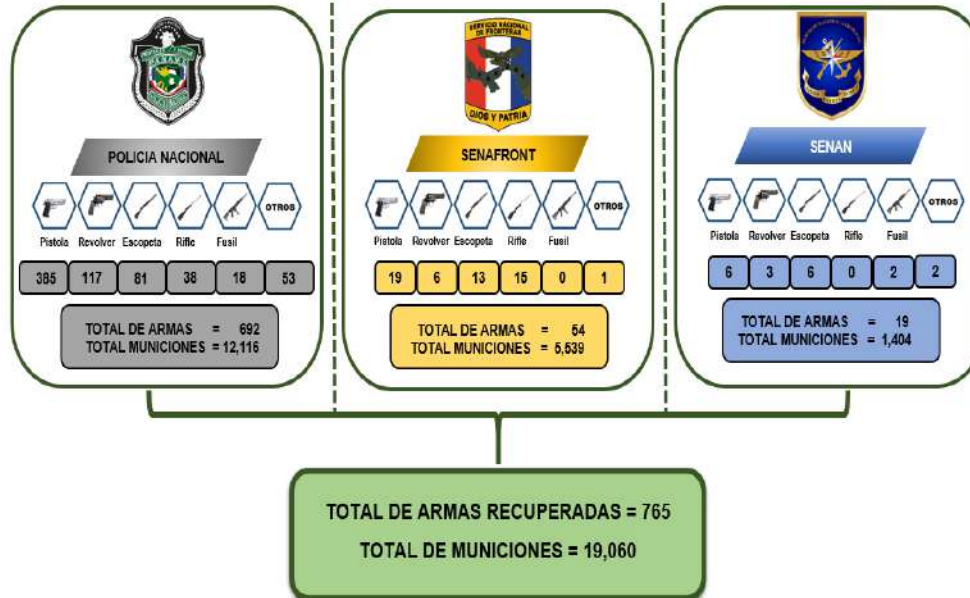 SERVICIO NACIONAL
DE FRONTERAS
DIOS Y PATRIA
POLICIA NACIONAL
OTROS
Pistola Revolver Escopeta Rifle Fusil
385 117 81 38 18 53
TOTAL DE ARMAS = 692
TOTAL MUNICIONES = 12,116
SENAFRONT
OTROS
Pistola Revolver Escopeta Rifle Fusil
19 6 13 15 0 1
TOTAL DE ARMAS = 54
TOTAL MUNICIONES = 5,539
SENAN
OTROS
Pistola Revolver Escopeta Rifle Fusil
6 3 6 0 2 2
TOTAL DE ARMAS = 19
TOTAL MUNICIONES = 1,404
TOTAL DE ARMAS RECUPERADAS = 765
TOTAL DE MUNICIONES = 19,060